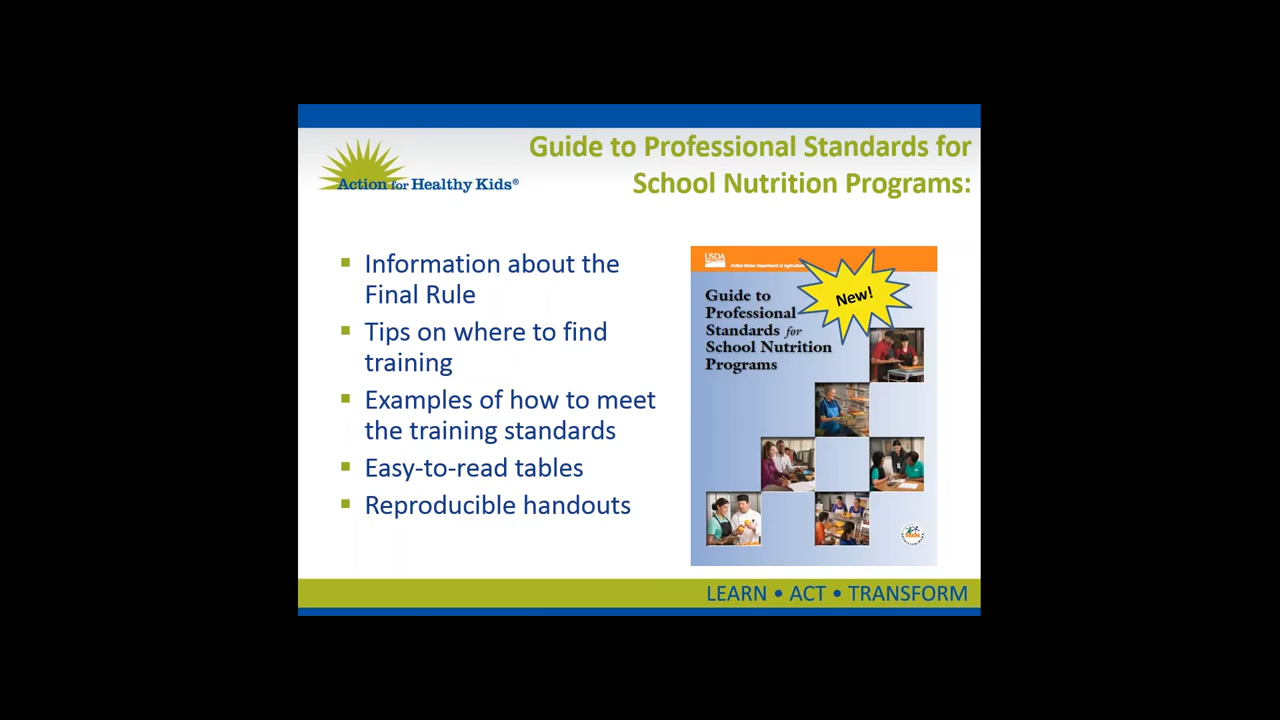 Guide to Professional Standards for
School Nutrition Programs:
Action for Healthy Kids®
Information about the
Final Rule
Tips on where to find
training
Examples of how to meet
the training standards
Easy-to-read tables
Reproducible handouts
USDA
United States Department of Agriculture
New!
Guide to
Professional
Standards for
School Nutrition
Programs
LEARN • ACT • TRANSFORM